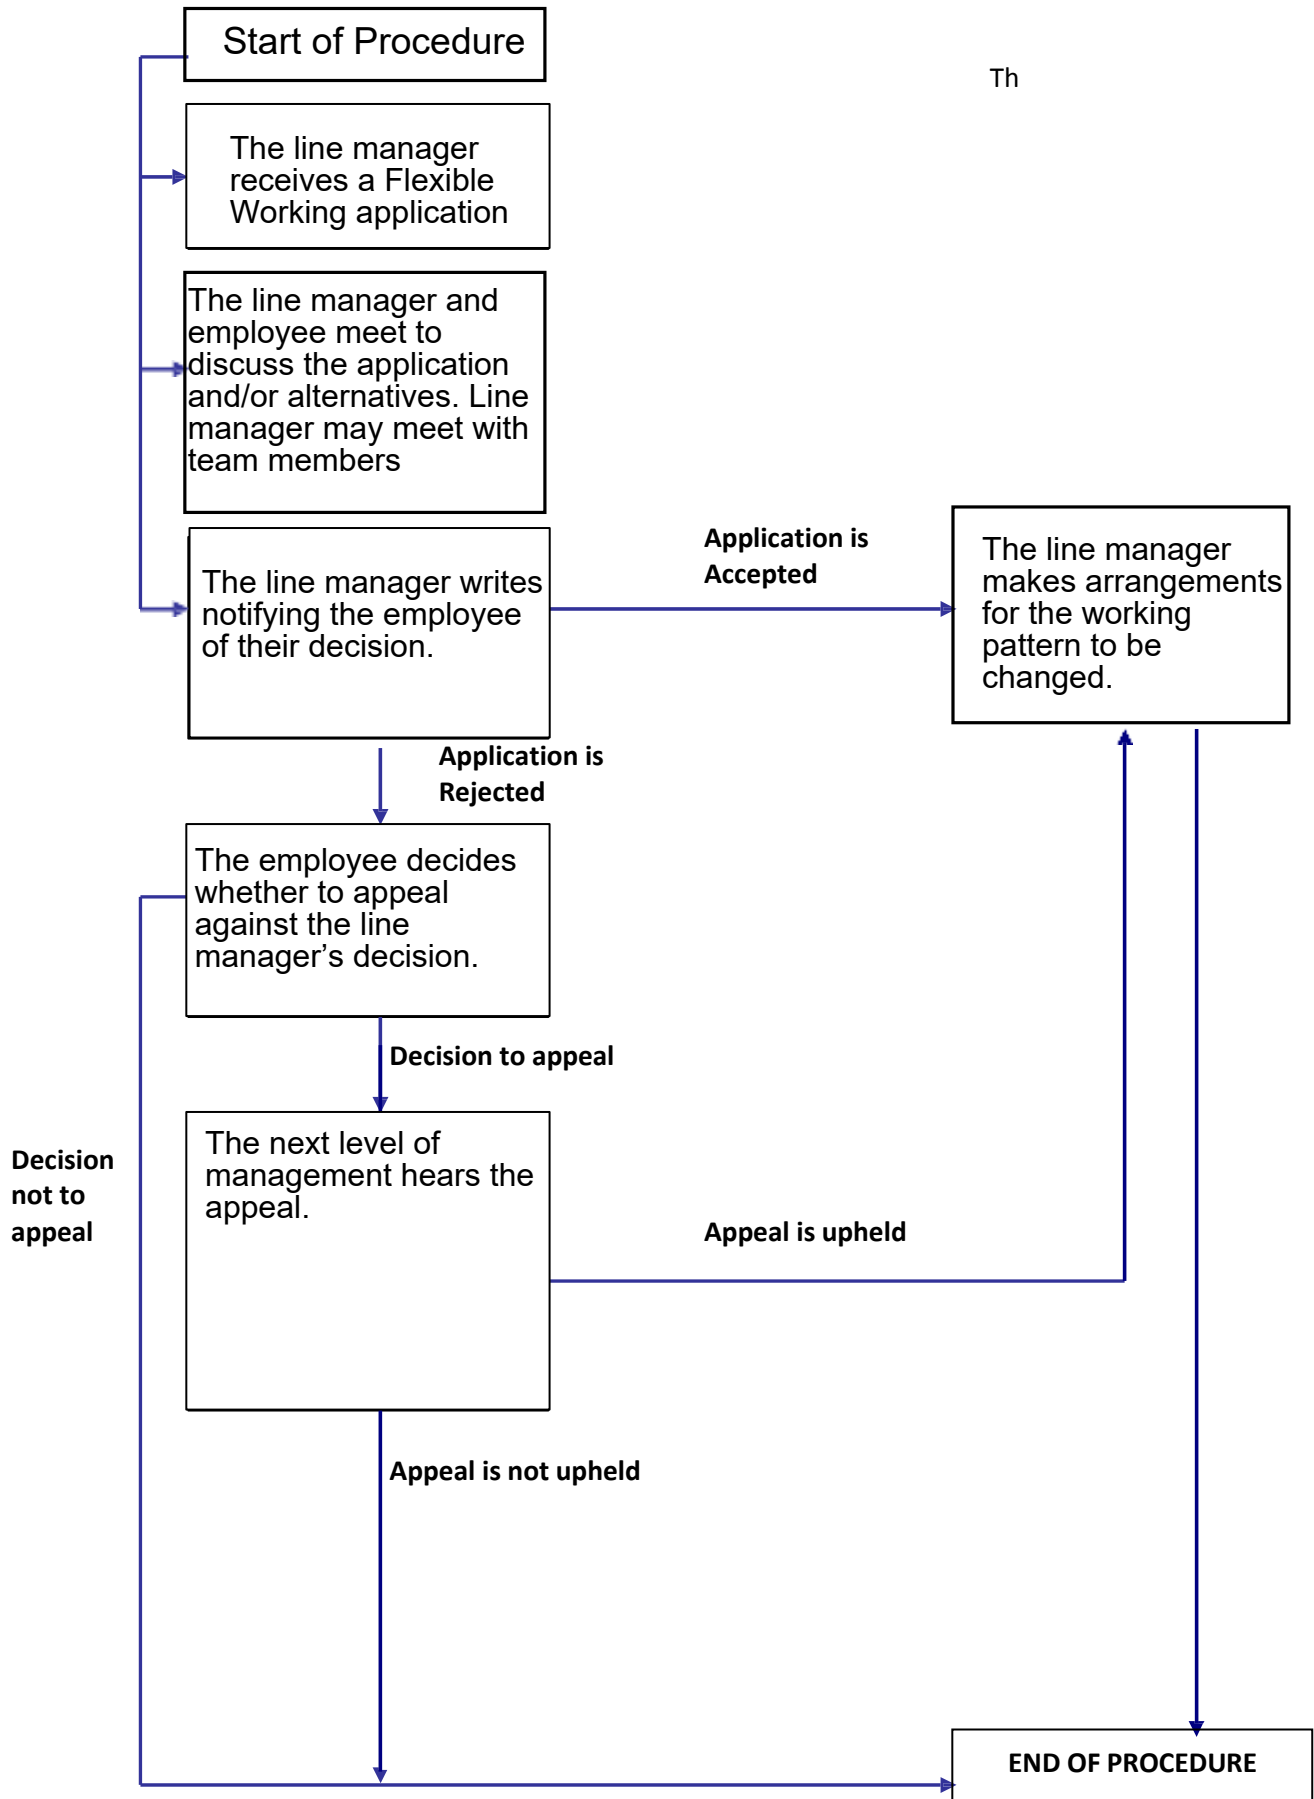 Start of Procedure
Th
The line manager
receives a Flexible
Working application
The line manager and
employee meet to
discuss the application
and/or alternatives. Line
manager may meet with
team members
The line manager writes
notifying the employee
of their decision.
Application is
Accepted
The line manager
makes arrangements
for the working
pattern to be
changed.
Application is
Rejected
The employee decides
whether to appeal
against the line
manager’s decision.
Decision to appeal
The next level of
management hears the
appeal.
Decision
not to
appeal
Appeal is upheld
Appeal is not upheld
END OF PROCEDURE